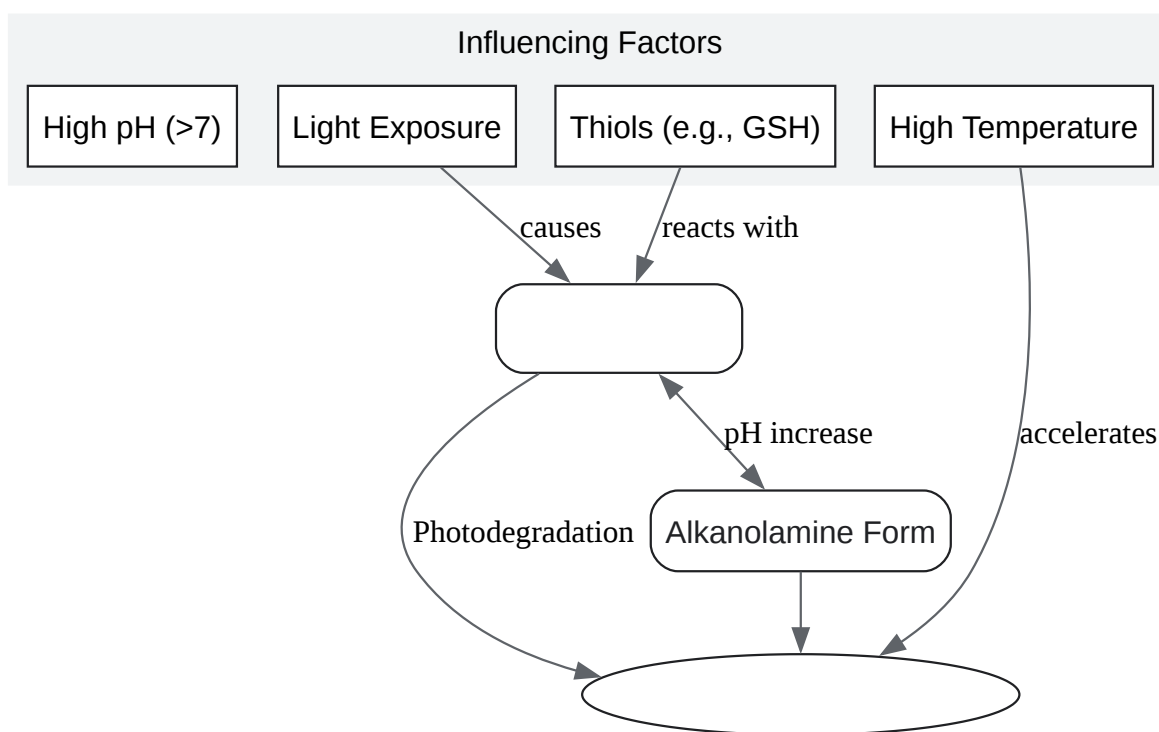 Influencing Factors
High pH (>7)
Light Exposure
Thiols (e.g., GSH)
High Temperature
causes
reacts with
pH increase
accelerates
Photodegradation
Alkanolamine Form